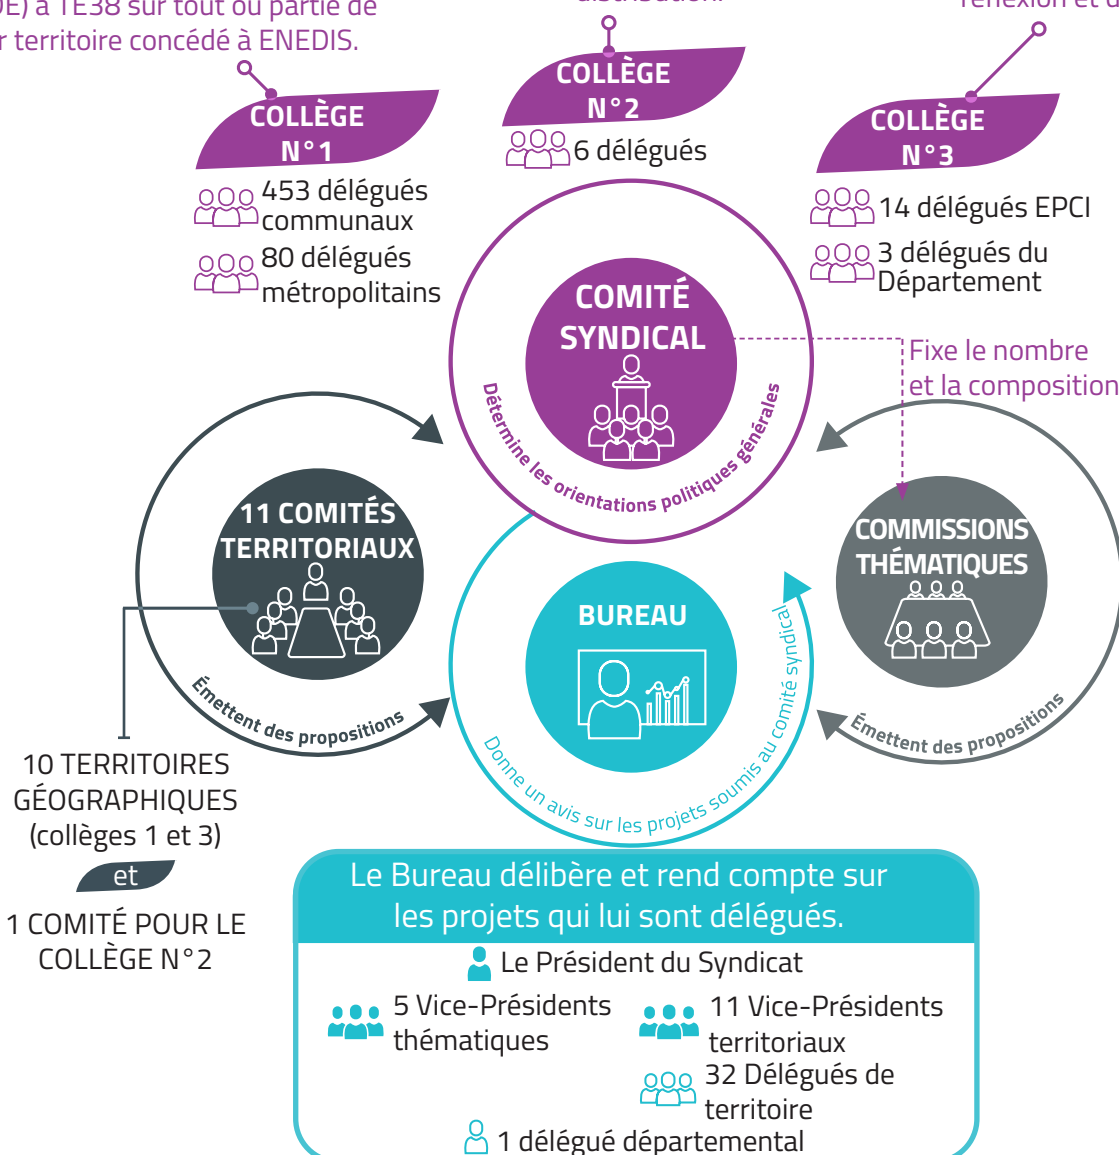 DE) à TE38 sur tout ou partie de
r territoire concédé à ENEDIS.
distribution.
réflexion et d
COLLÈGE
N°1
453 délégués
communaux
80 délégués
métropolitains
COLLÈGE
N°2
6 délégués
COLLÈGE
N°3
14 délégués EPCI
3 délégués du
Département
COMITÉ
SYNDICAL
Détermine les orientations politiques générales
Fixe le nombre
et la composition
11 COMITÉS
TERRITORIAUX
Émettent des propositions
BUREAU
Donne un avis sur les projets soumis au comité syndical
COMMISSIONS
THÉMATIQUES
Émettent des propositions
10 TERRITOIRES
GÉOGRAPHIQUES
(collèges 1 et 3)
et
1 COMITÉ POUR LE
COLLÈGE N°2
Le Bureau délibère et rend compte sur
les projets qui lui sont délégués.
Le Président du Syndicat
5 Vice-Présidents
thématiques
11 Vice-Présidents
territoriaux
32 Délégués de
territoire
1 délégué départemental